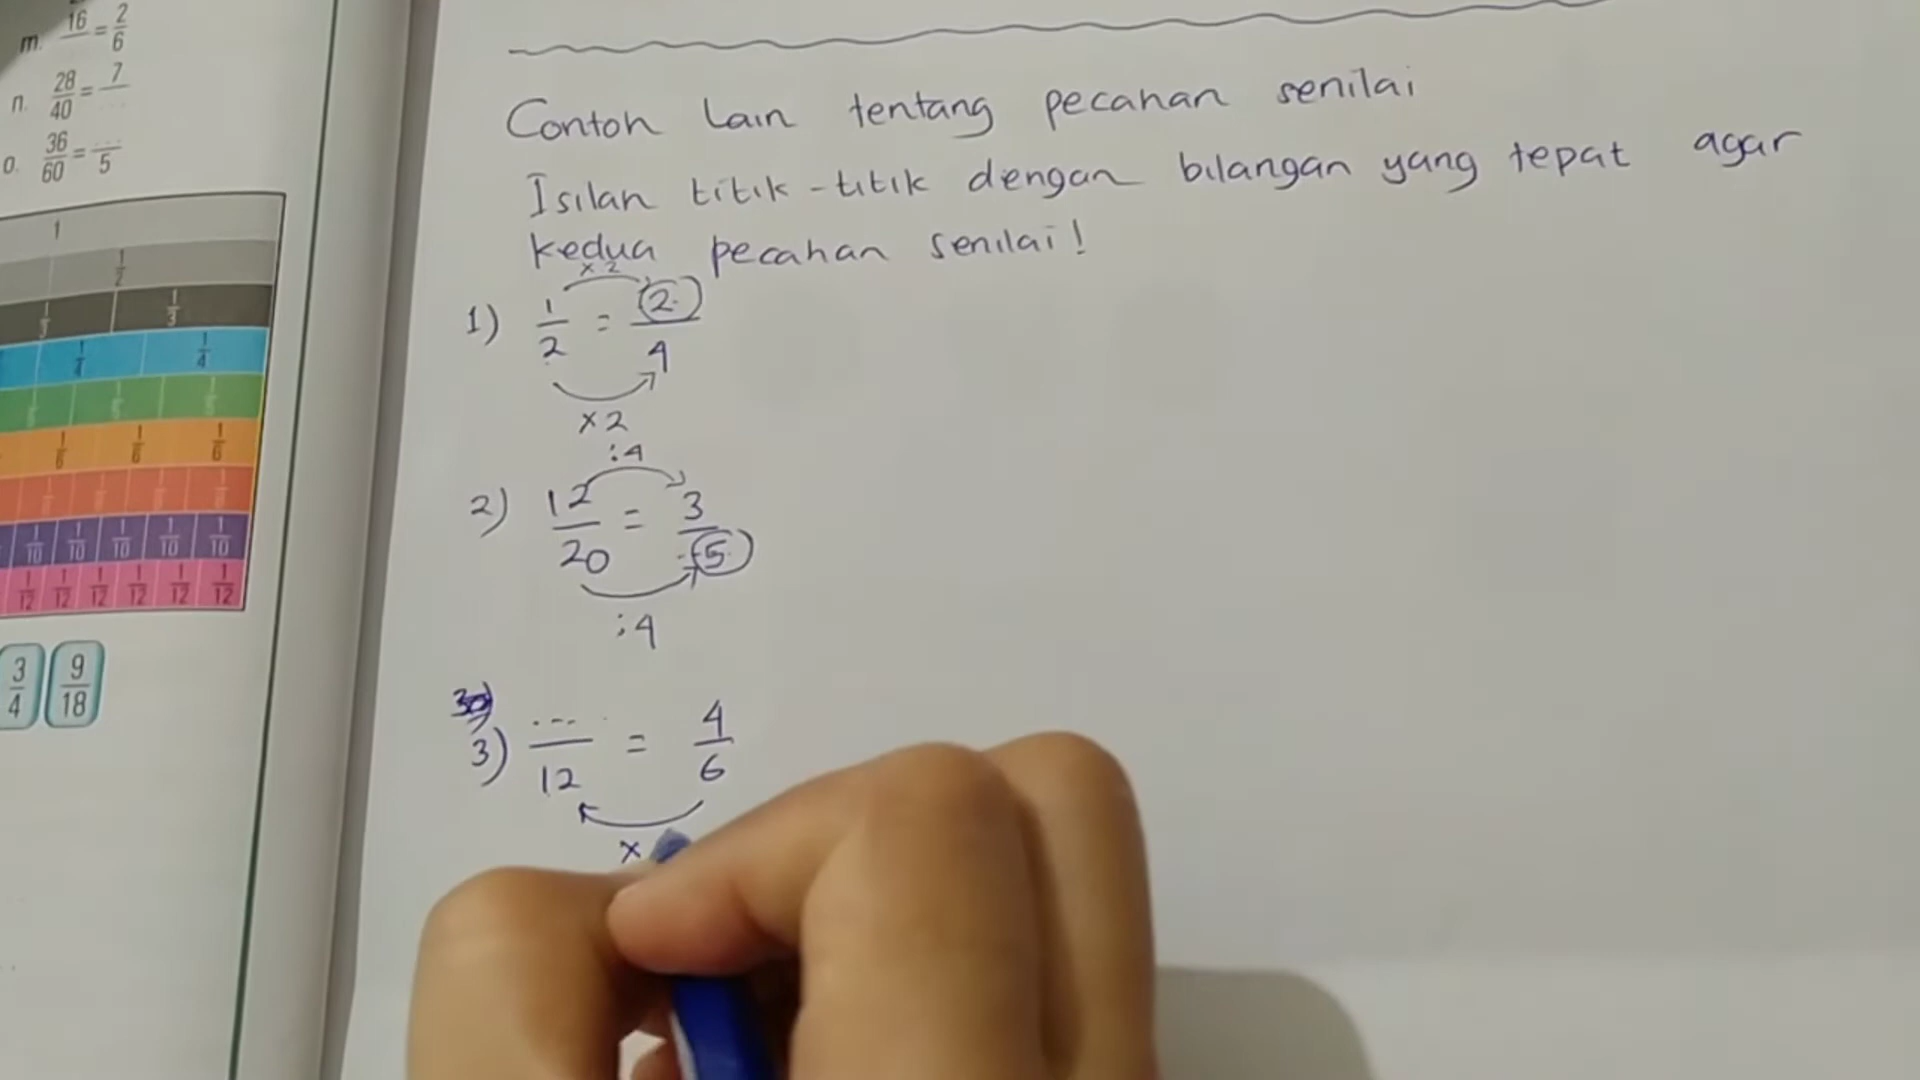 m. 16/ = 2/6
n. 28/40 = 7/...
o. 36/60 = .../5
1
1/2
1/3 1/3
1/4 1/4
1/6 1/6 1/6
1/10 1/10 1/10 1/10 1/10
1/12 1/12 1/12 1/12 1/12 1/12
3/4 9/18
Contoh lain tentang pecahan senilai
Isilah titik-titik dengan bilangan yang tepat agar
kedua pecahan senilai!
x2
1) 1/2 = 2/4
x2
:4
2) 12/20 = 3/5
:4
3) .../12 = 4/6
x